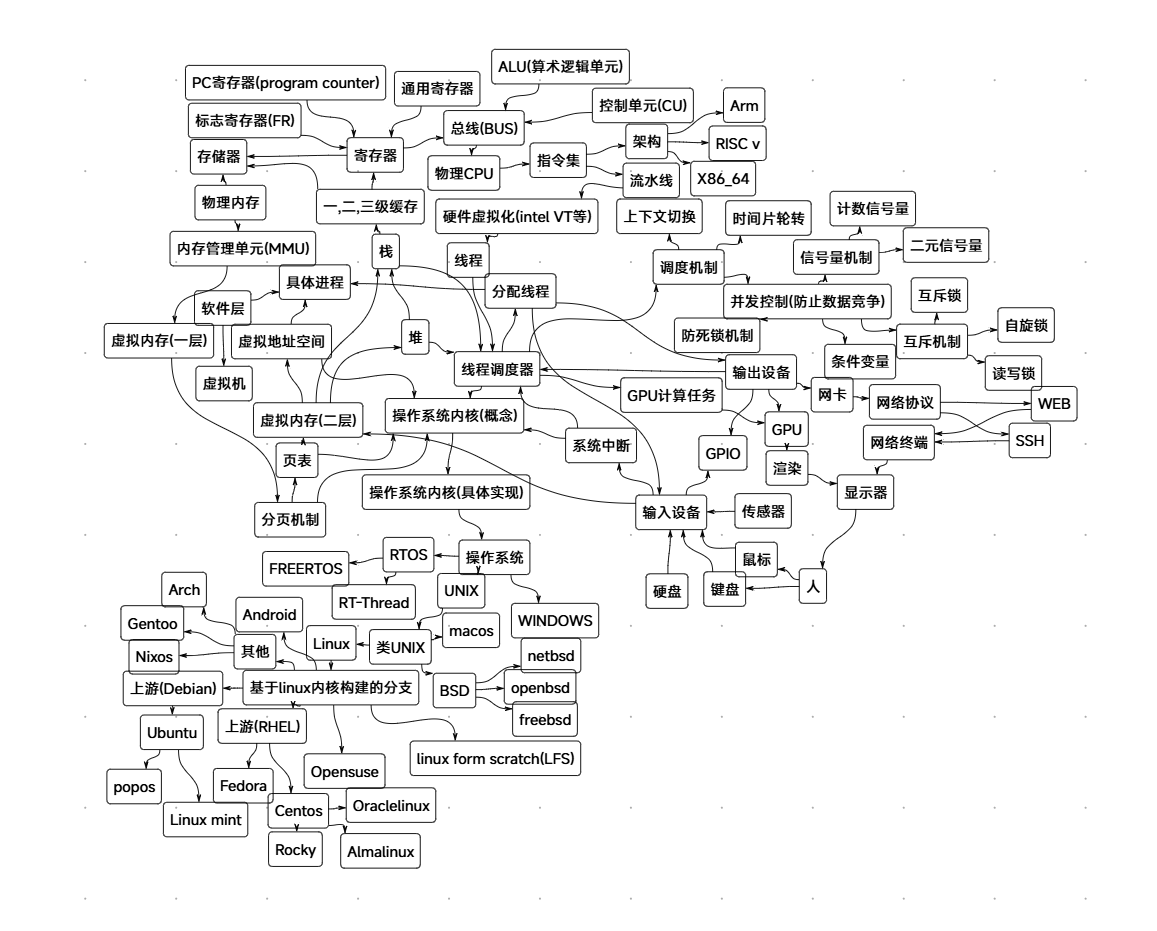 ALU(算术逻辑单元)
PC寄存器(program counter)
通用寄存器
控制单元(CU)
Arm
标志寄存器(FR)
总线(BUS)
架构
RISC v
存储器
寄存器
指令集
物理CPU
流水线
X86_64
物理内存
一,二,三级缓存
硬件虚拟化(intel VT等)
上下文切换
时间片轮转
计数信号量
内存管理单元(MMU)
栈
线程
调度机制
信号量机制
二元信号量
具体进程
分配线程
并发控制(防止数据竞争)
互斥锁
软件层
自旋锁
虚拟内存(一层)
虚拟地址空间
堆
防死锁机制
互斥机制
线程调度器
输出设备
条件变量
读写锁
虚拟机
GPU计算任务
网卡
网络协议
WEB
虚拟内存(二层)
操作系统内核(概念)
GPU
系统中断
网络终端
SSH
GPIO
页表
渲染
操作系统内核(具体实现)
显示器
分页机制
输入设备
传感器
FREERTOS
RTOS
操作系统
鼠标
Arch
UNIX
硬盘
键盘
人
RT-Thread
Gentoo
Android
WINDOWS
macos
Nixos
其他
Linux
类UNIX
netbsd
上游(Debian)
基于linux内核构建的分支
BSD
openbsd
freebsd
Ubuntu
上游(RHEL)
linux form scratch(LFS)
popos
Fedora
Opensuse
Linux mint
Centos
Oraclelinux
Rocky
Almalinux